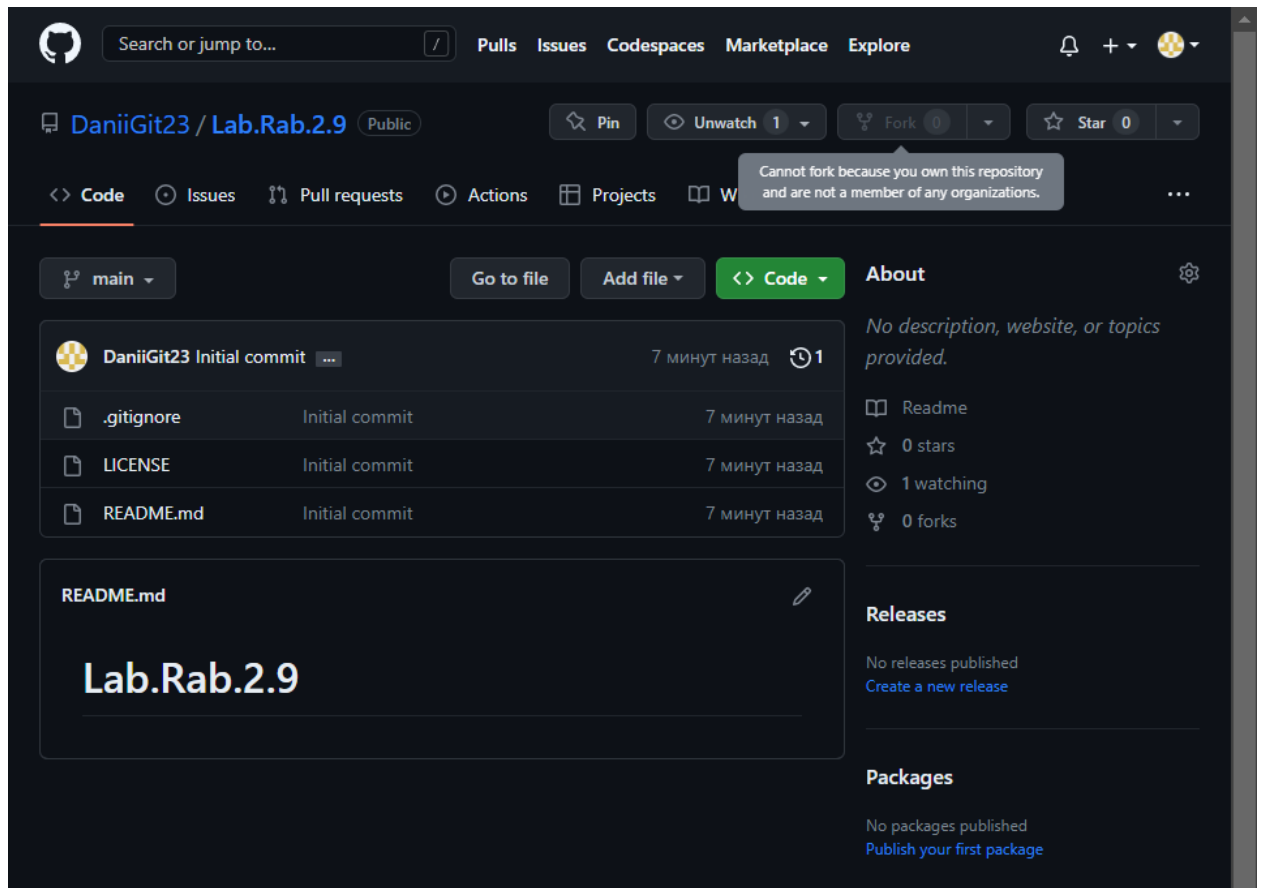 Search or jump to... /
Pulls Issues Codespaces Marketplace Explore
DaniiGit23 / Lab.Rab.2.9 Public
Pin Unwatch 1 Fork 0 Star 0
Cannot fork because you own this repository
and are not a member of any organizations.
Code Issues Pull requests Actions Projects W ...
main Go to file Add file Code
DaniiGit23 Initial commit ... 7 минут назад 1
.gitignore Initial commit 7 минут назад
LICENSE Initial commit 7 минут назад
README.md Initial commit 7 минут назад
README.md
Lab.Rab.2.9
About
No description, website, or topics
provided.
Readme
0 stars
1 watching
0 forks
Releases
No releases published
Create a new release
Packages
No packages published
Publish your first package